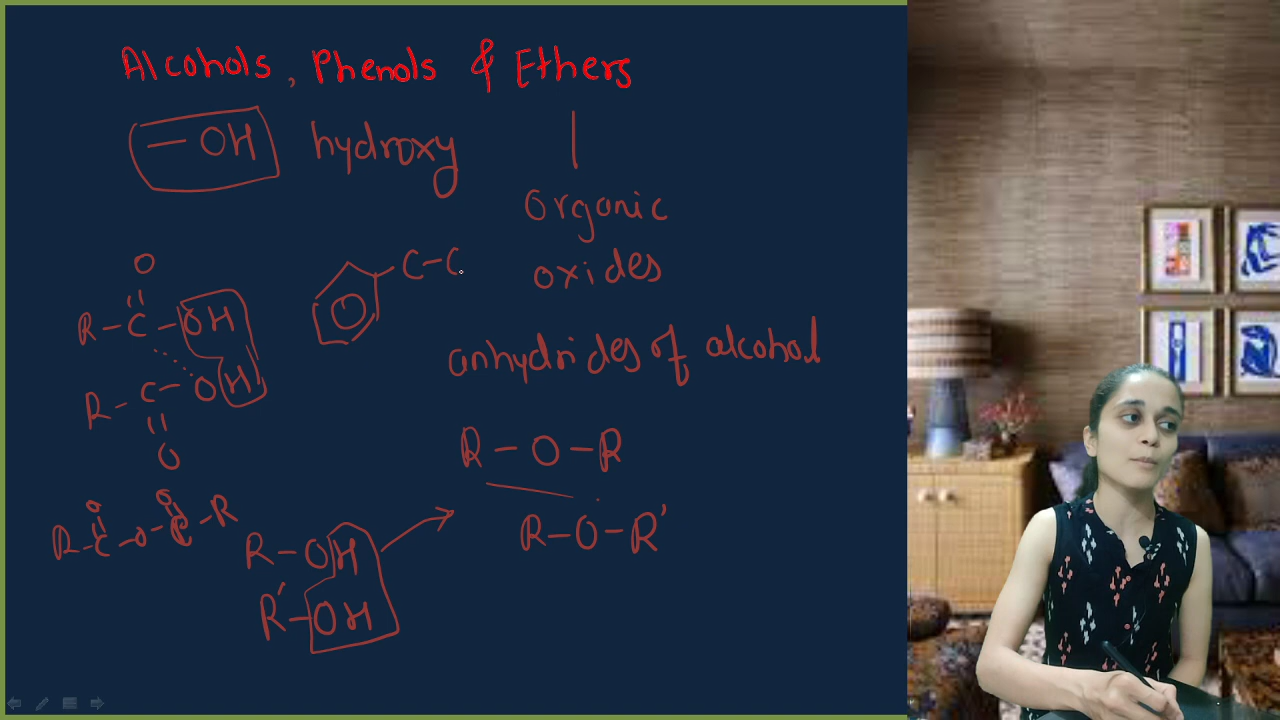 Alcohols, Phenols & Ethers
— OH hydroxy
Organic
oxides
O
R – C – OH
R – C – OH
O
C – C
anhydrides of alcohol
R – O – R
R – O – R'
O O
R – C – O – C – R
R – OH
R' – OH